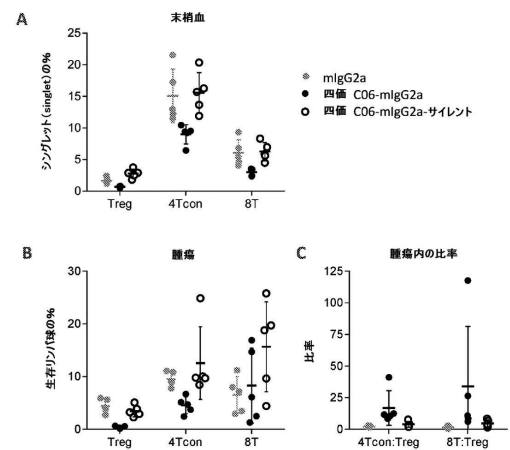 A
末梢血
シングレット(singlet)の%
25
20
15
10
5
0
Treg
4Tcon
8T
mIgG2a
四価 C06-mIgG2a
四価 C06-mIgG2a-サイレント
B
腫瘍
生存リンパ球の%
30
20
10
0
Treg
4Tcon
8T
C
腫瘍内の比率
比率
125
100
75
50
25
0
4Tcon:Treg
8T:Treg